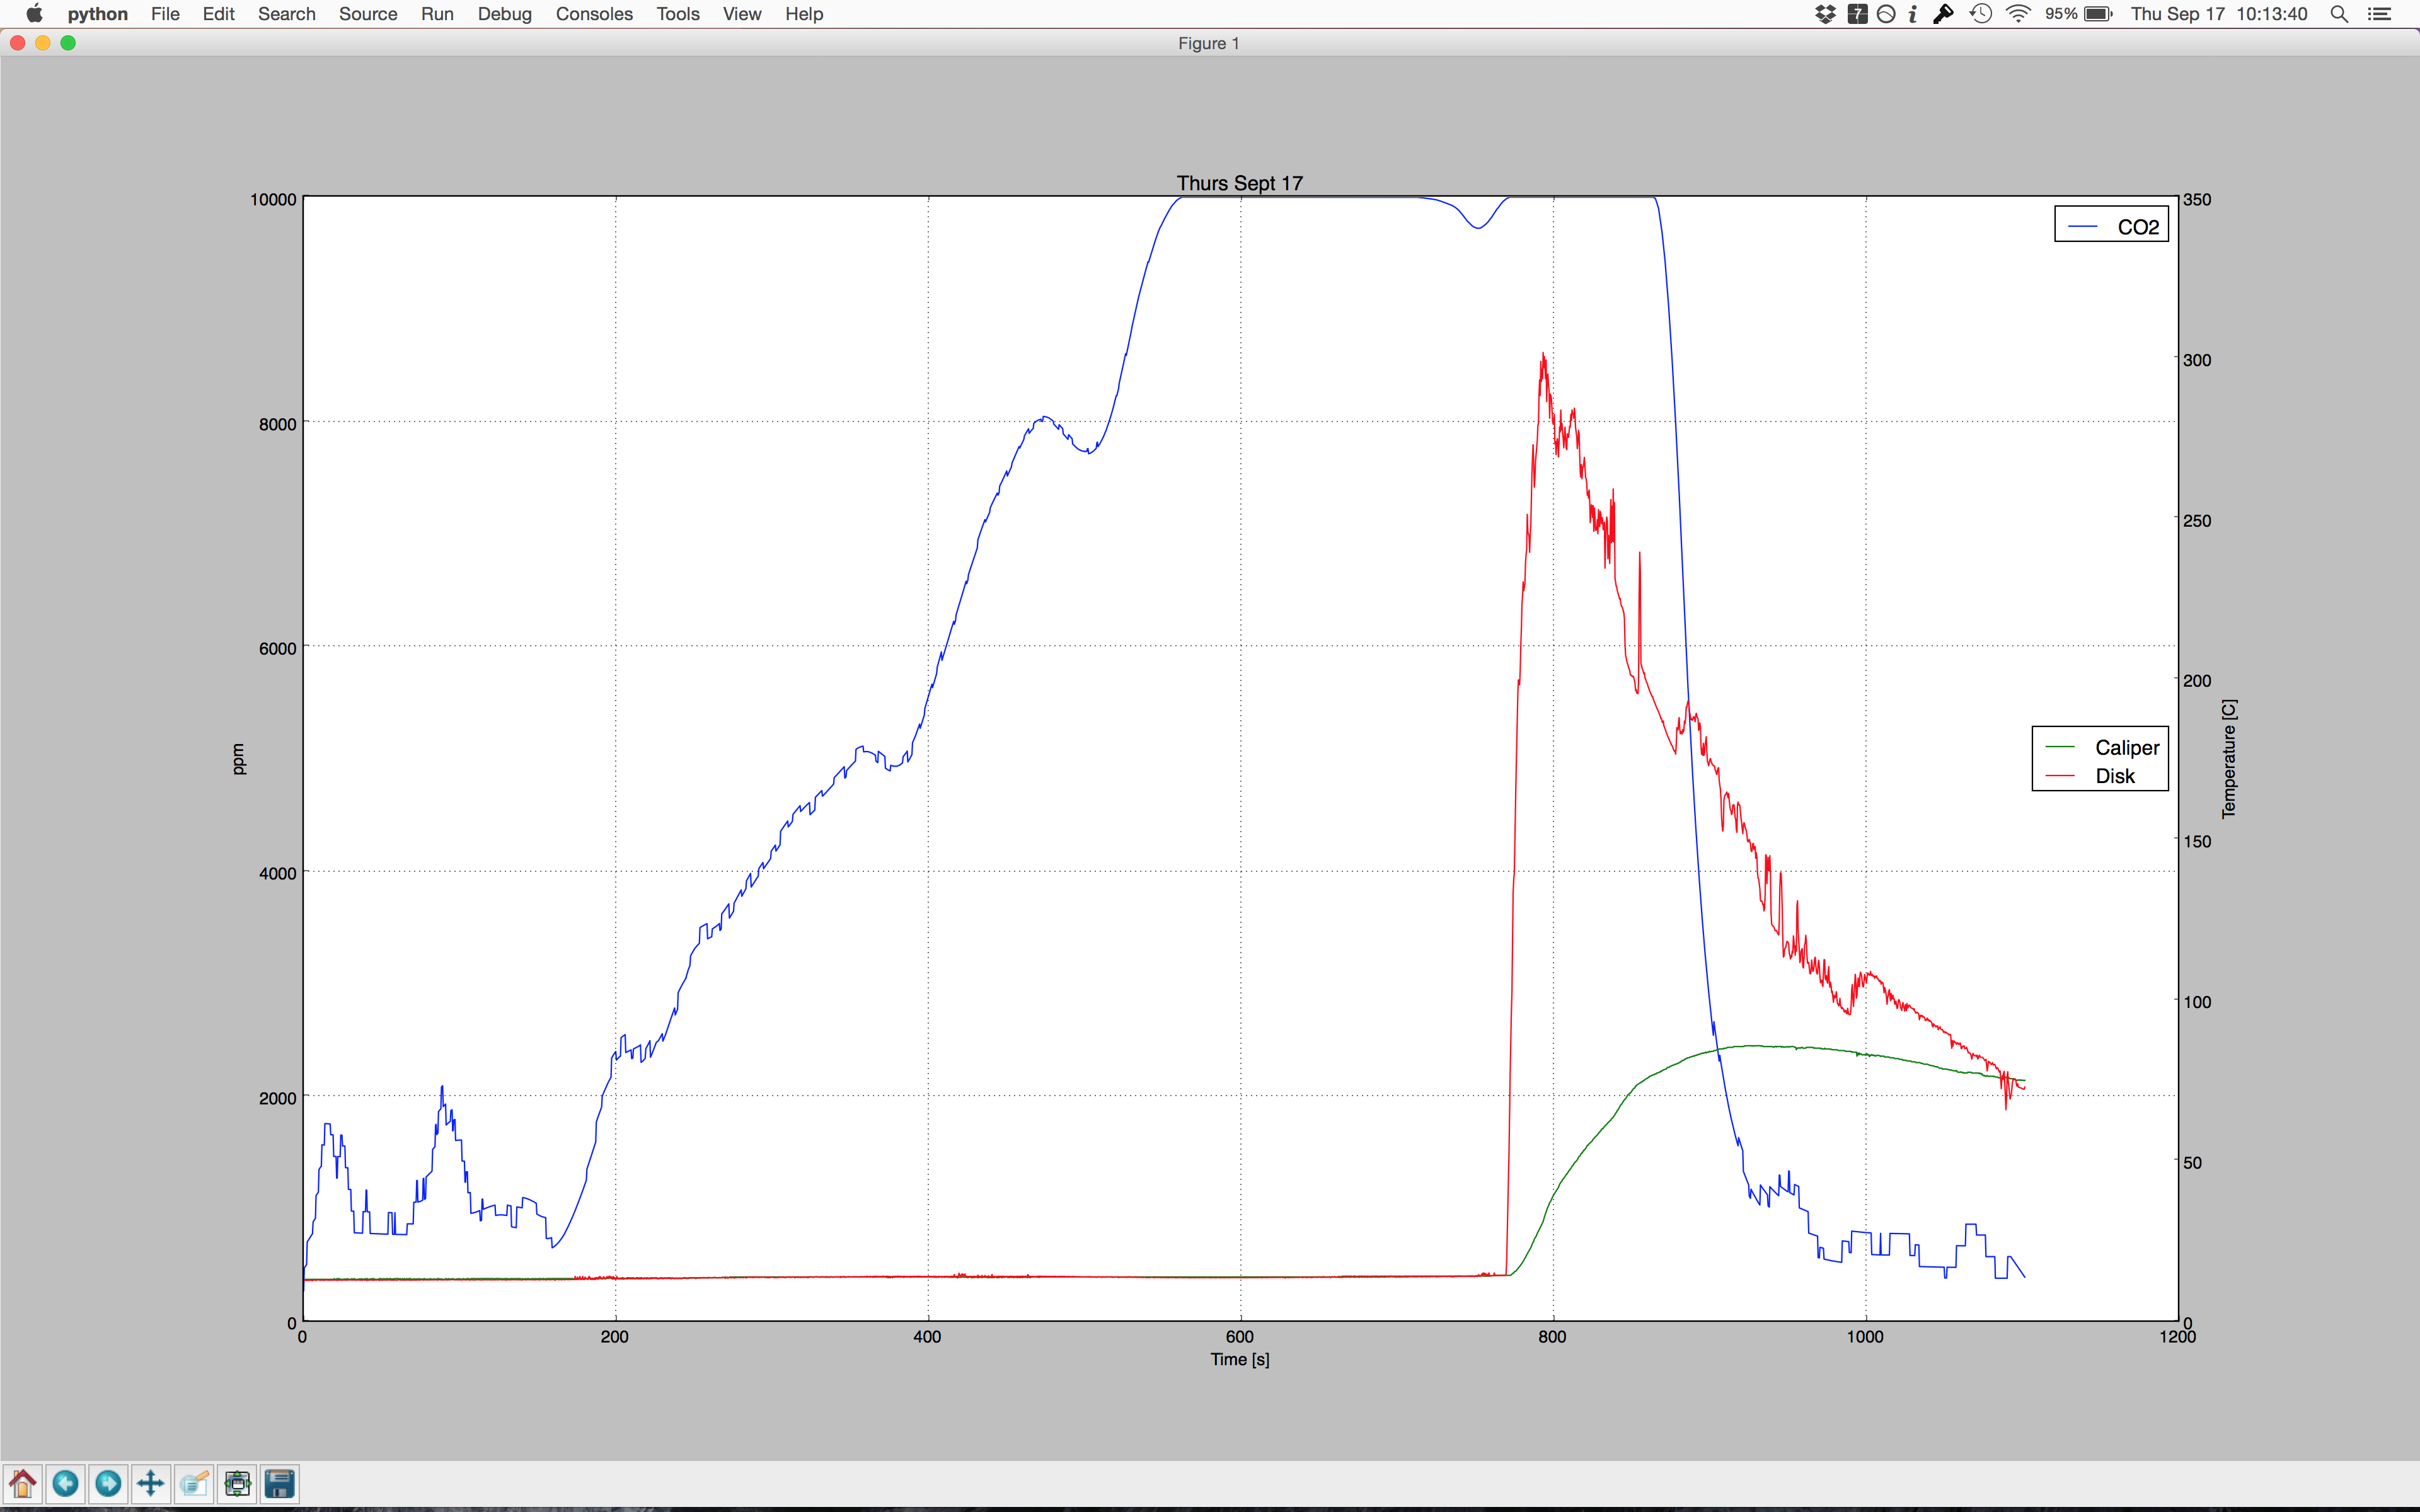 python File Edit Search Source Run Debug Consoles Tools View Help 7 95% Thu Sep 17 10:13:40
Figure 1
Thurs Sept 17
10000
8000
6000
4000
2000
0
ppm
350
300
250
200
150
100
50
0
Temperature [C]
CO2
Caliper
Disk
0 200 400 600 800 1000 1200
Time [s]